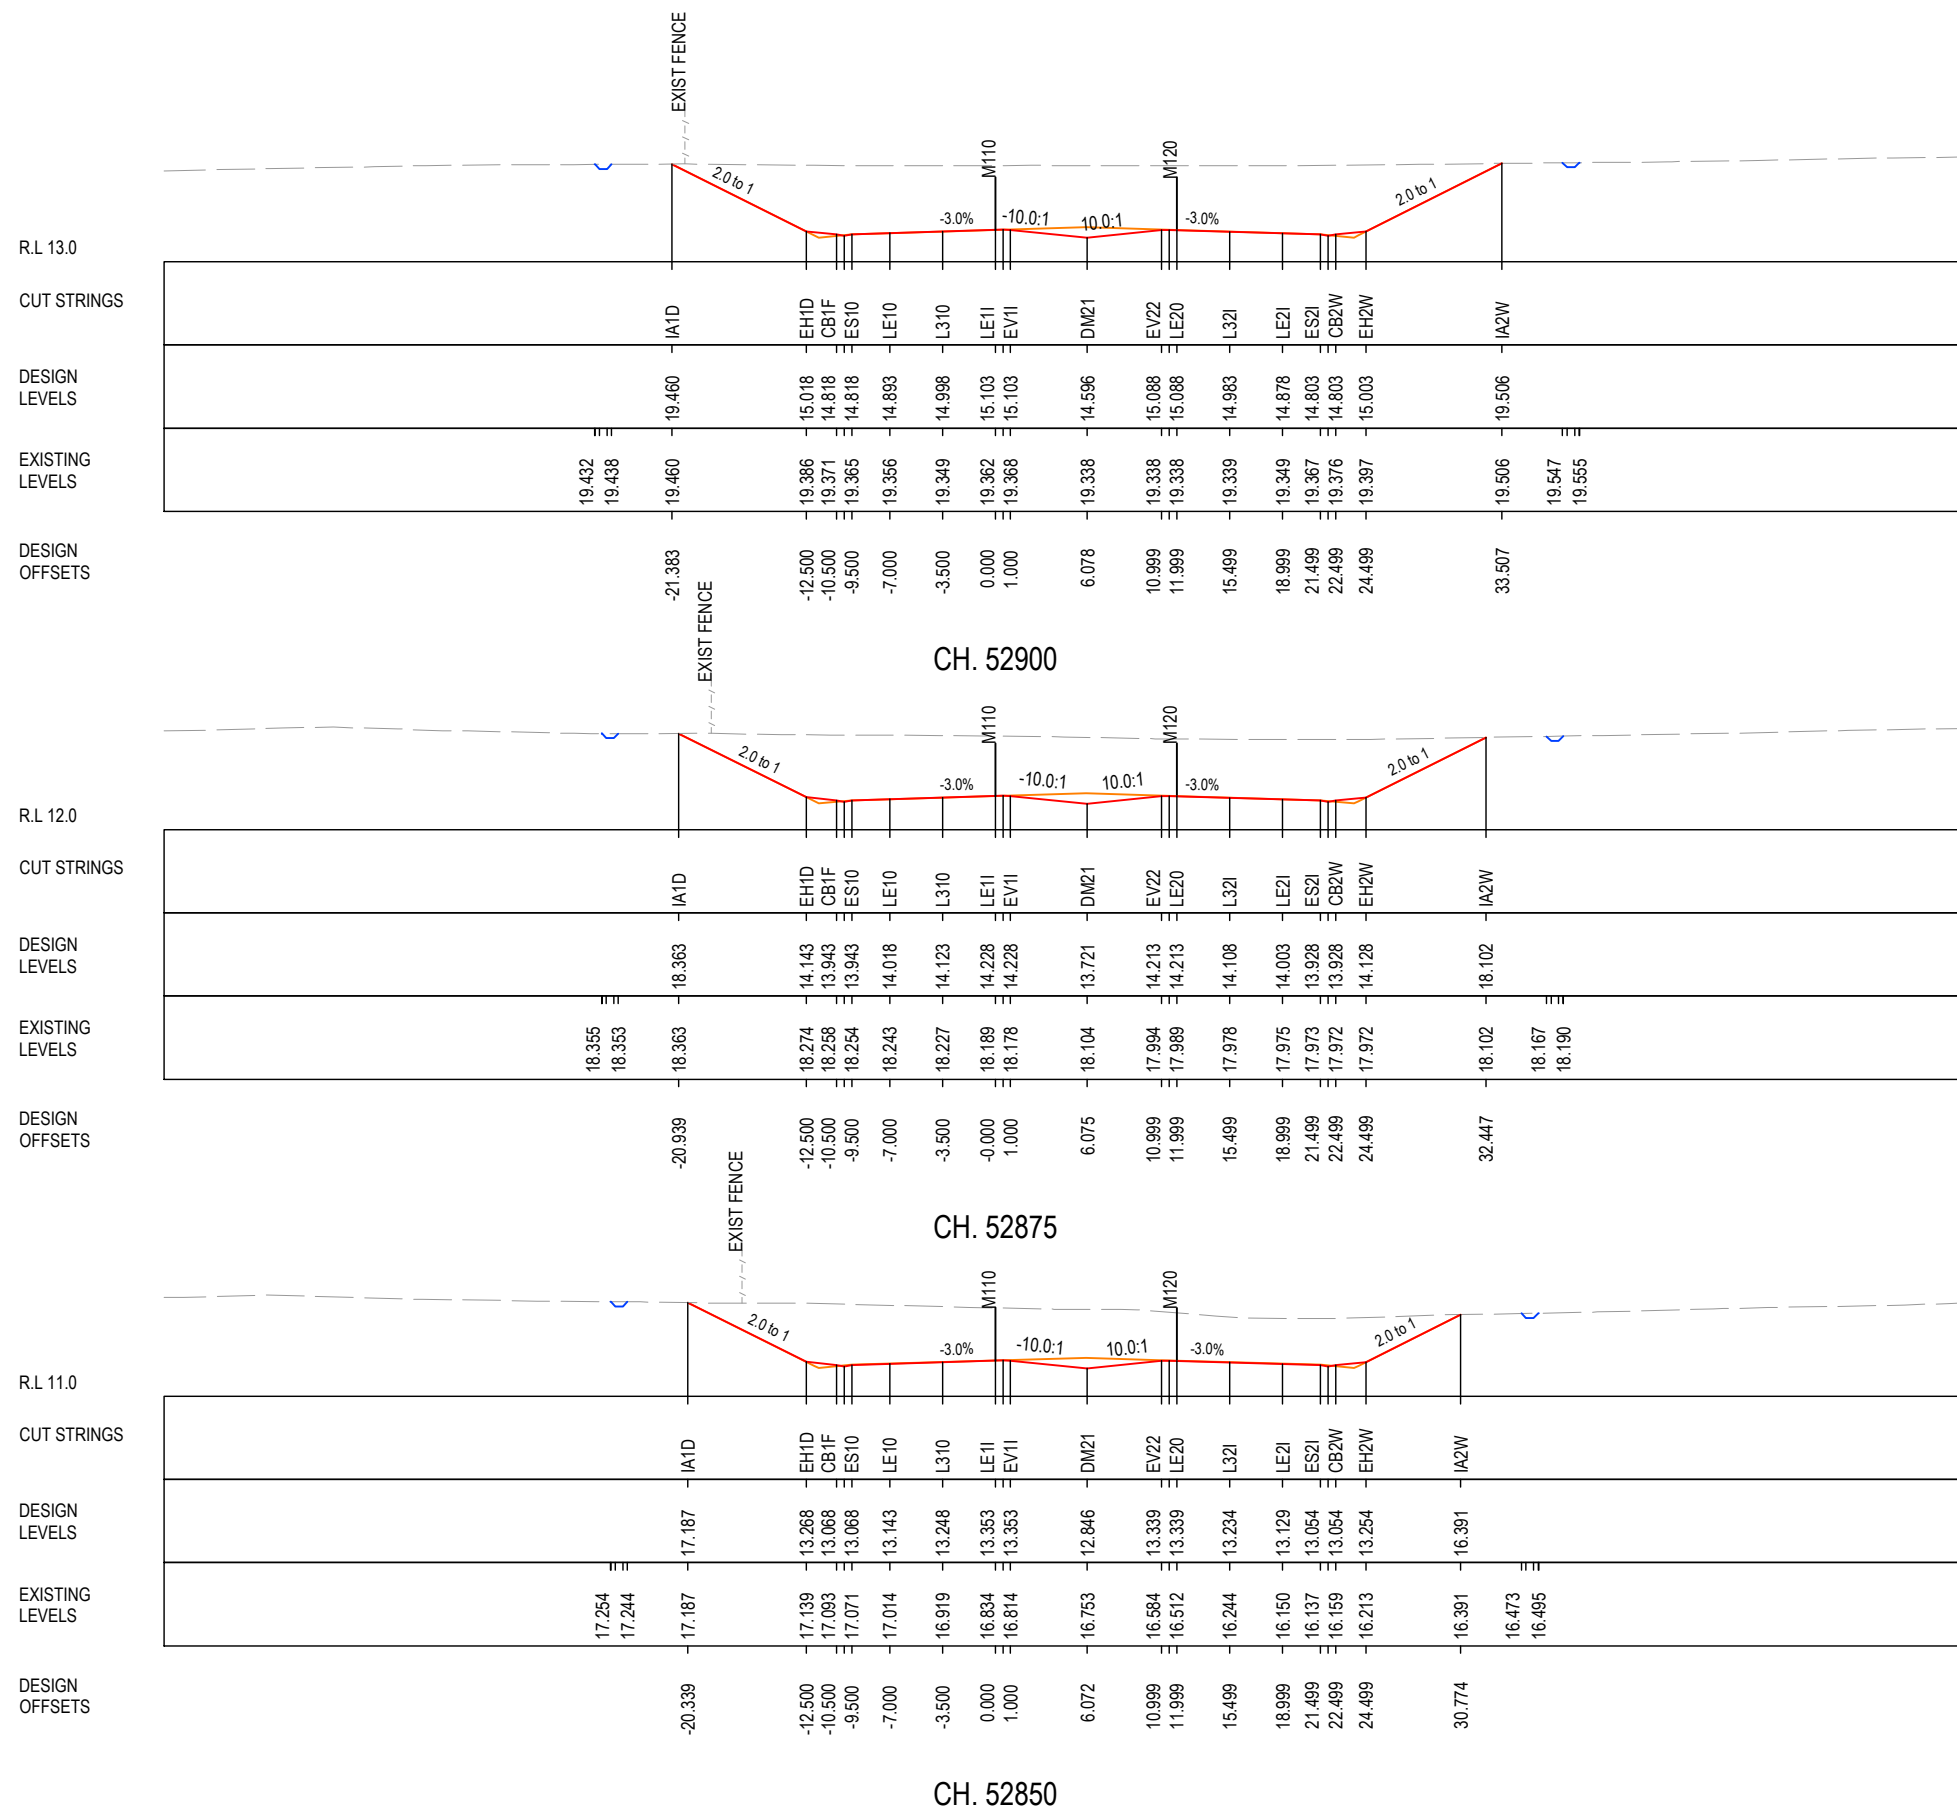 EXIST FENCE
M110
M120
2.0 to 1
-3.0%
-10.0:1
10.0:1
-3.0%
2.0 to 1
R.L 13.0
CUT STRINGS
IA1D EH1D CB1F ES10 LE10 L310 LE1I EV1I DM21 EV22 LE20 L32I LE2I ES2I CB2W EH2W IA2W
DESIGN
LEVELS
19.460 15.018 14.818 14.818 14.893 14.998 15.103 15.103 14.596 15.088 15.088 14.983 14.878 14.803 14.803 15.003 19.506
EXISTING
LEVELS
19.432 19.438 19.460 19.386 19.371 19.365 19.356 19.349 19.362 19.368 19.338 19.338 19.338 19.339 19.349 19.367 19.376 19.397 19.506 19.547 19.555
DESIGN
OFFSETS
-21.383 -12.500 -10.500 -9.500 -7.000 -3.500 0.000 1.000 6.078 10.999 11.999 15.499 18.999 21.499 22.499 24.499 33.507
CH. 52900
EXIST FENCE
M110
M120
2.0 to 1
-3.0%
-10.0:1
10.0:1
-3.0%
2.0 to 1
R.L 12.0
CUT STRINGS
IA1D EH1D CB1F ES10 LE10 L310 LE1I EV1I DM21 EV22 LE20 L32I LE2I ES2I CB2W EH2W IA2W
DESIGN
LEVELS
18.363 14.143 13.943 13.943 14.018 14.123 14.228 14.228 13.721 14.213 14.213 14.108 14.003 13.928 13.928 14.128 18.102
EXISTING
LEVELS
18.355 18.353 18.363 18.274 18.258 18.254 18.243 18.227 18.189 18.178 18.104 17.994 17.989 17.978 17.975 17.973 17.972 17.972 18.102 18.167 18.190
DESIGN
OFFSETS
-20.939 -12.500 -10.500 -9.500 -7.000 -3.500 -0.000 1.000 6.075 10.999 11.999 15.499 18.999 21.499 22.499 24.499 32.447
CH. 52875
EXIST FENCE
M110
M120
2.0 to 1
-3.0%
-10.0:1
10.0:1
-3.0%
2.0 to 1
R.L 11.0
CUT STRINGS
IA1D EH1D CB1F ES10 LE10 L310 LE1I EV1I DM21 EV22 LE20 L32I LE2I ES2I CB2W EH2W IA2W
DESIGN
LEVELS
17.187 13.268 13.068 13.068 13.143 13.248 13.353 13.353 12.846 13.339 13.339 13.234 13.129 13.054 13.054 13.254 16.391
EXISTING
LEVELS
17.254 17.244 17.187 17.139 17.093 17.071 17.014 16.919 16.834 16.814 16.753 16.584 16.512 16.244 16.150 16.137 16.159 16.213 16.391 16.473 16.495
DESIGN
OFFSETS
-20.339 -12.500 -10.500 -9.500 -7.000 -3.500 0.000 1.000 6.072 10.999 11.999 15.499 18.999 21.499 22.499 24.499 30.774
CH. 52850